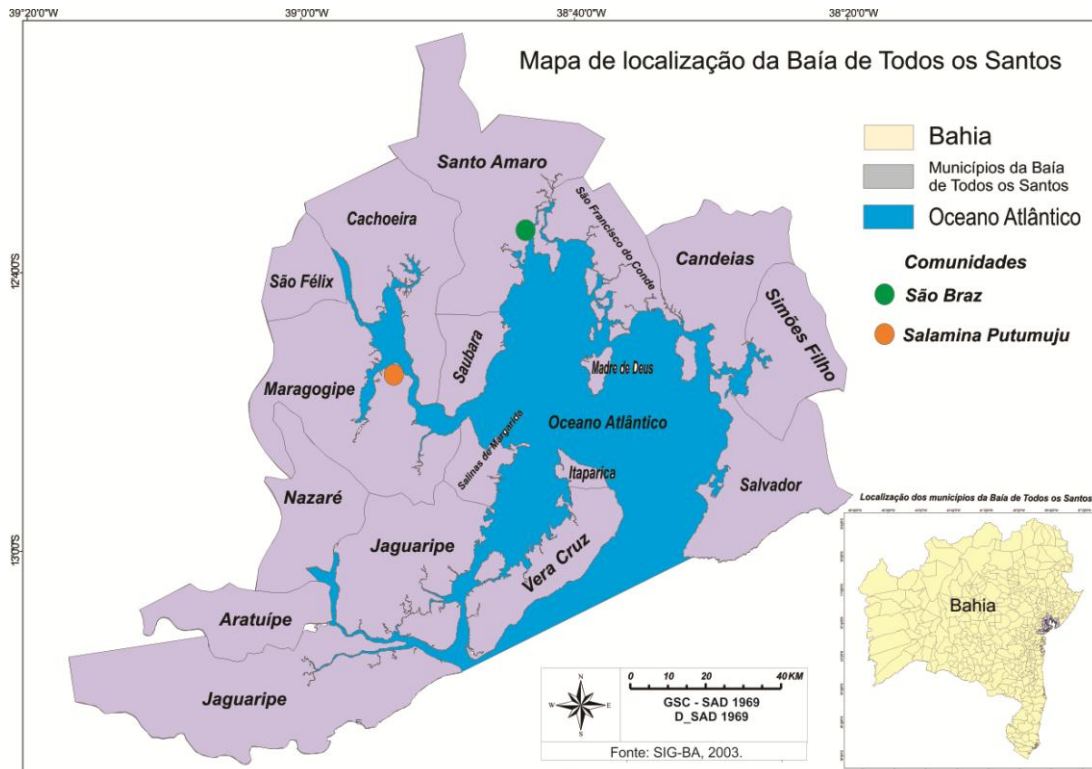 39°20'0"W
39°0'0"W
38°40'0"W
38°20'0"W
Mapa de localização da Baía de Todos os Santos
Bahia
Municípios da Baía
de Todos os Santos
Oceano Atlântico
Comunidades
São Braz
Salamina Putumuju
12°40'S
13°00'S
Santo Amaro
Cachoeira
São Francisco do Conde
Candeias
São Félix
Simões Filho
Saubara
Madre de Deus
Maragogipe
Oceano Atlântico
Salinas de Margarida
Itaparica
Salvador
Nazaré
Jaguaripe
Vera Cruz
Aratuípe
Jaguaripe
Localização dos municípios da Baía de Todos os Santos
Bahia
N
W E
S
0 10 20 40 KM
GSC - SAD 1969
D_SAD 1969
Fonte: SIG-BA, 2003.